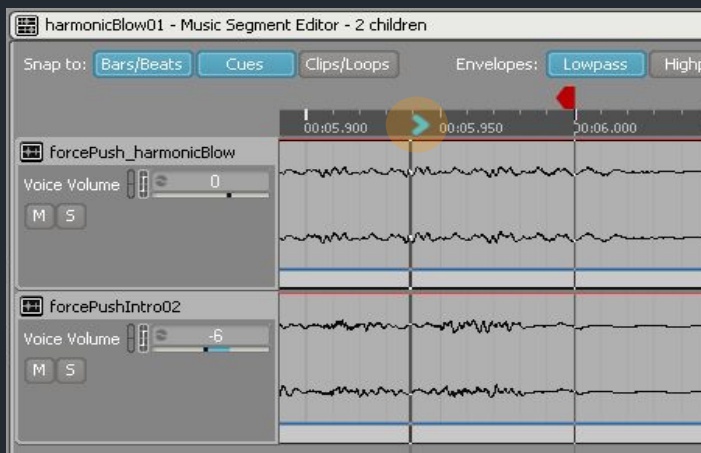 harmonicBlow01 - Music Segment Editor - 2 children
Snap to: Bars/Beats Cues Clips/Loops Envelopes: Lowpass Highp
00:05.900 00:05.950 00:06.000
forcePush_harmonicBlow
Voice Volume 0
M S
forcePushIntro02
Voice Volume -6
M S